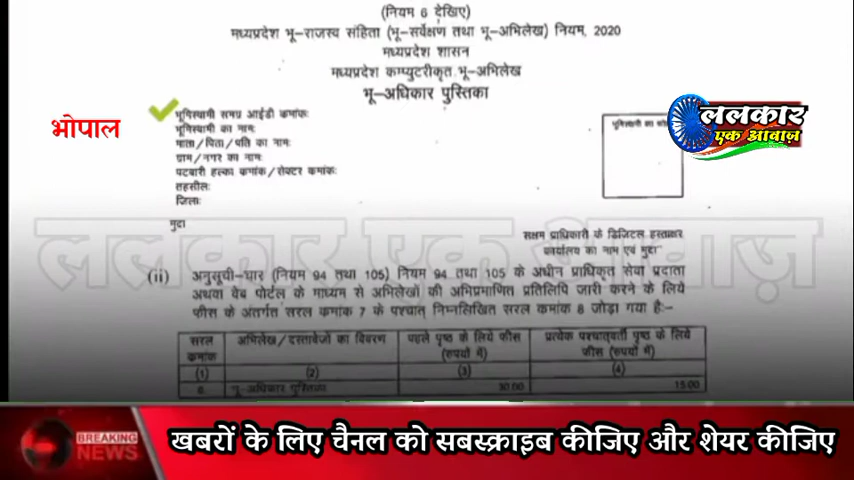 (नियम 6 देखिए)
मध्यप्रदेश भू-राजस्व संहिता (भू-सर्वेक्षण तथा भू-अभिलेख) नियम, 2020
मध्यप्रदेश शासन
मध्यप्रदेश कम्प्युटरीकृत भू-अभिलेख
भू-अधिकार पुस्तिका
भोपाल
भूमिस्वामी समग्र आईडी क्रमांकः
भूमिस्वामी का नामः
माता/पिता/पति का नामः
ग्राम/नगर का नामः
पटवारी हल्का क्रमांक/सेक्टर क्रमांकः
तहसीलः
जिलाः
भूमिस्वामी का
ललकार
एक आवाज़
मुद्रा
सक्षम प्राधिकारी के डिजिटल हस्ताक्षर
कार्यालय का नाम एवं मुद्रा
ललकार एक आवाज़
(ii) अनुसूची-चार (नियम 94 तथा 105) नियम 94 तथा 105 के अधीन प्राधिकृत सेवा प्रदाता
अथवा वेब पोर्टल के माध्यम से अभिलेखों की अभिप्रमाणित प्रतिलिपि जारी करने के लिये
फीस के अंतर्गत सरल क्रमांक 7 के पश्चात् निम्नलिखित सरल क्रमांक 8 जोड़ा गया हैः-
सरल क्रमांक अभिलेख/दस्तावेजों का विवरण पहले पृष्ठ के लिये फीस (रुपयों में) प्रत्येक पश्चात्वर्ती पृष्ठ के लिये फीस (रुपयों में)
(1) (2) (3) (4)
8. भू-अधिकार पुस्तिका 30.00 15.00
BREAKING NEWS
खबरों के लिए चैनल को सबस्क्राइब कीजिए और शेयर कीजिए